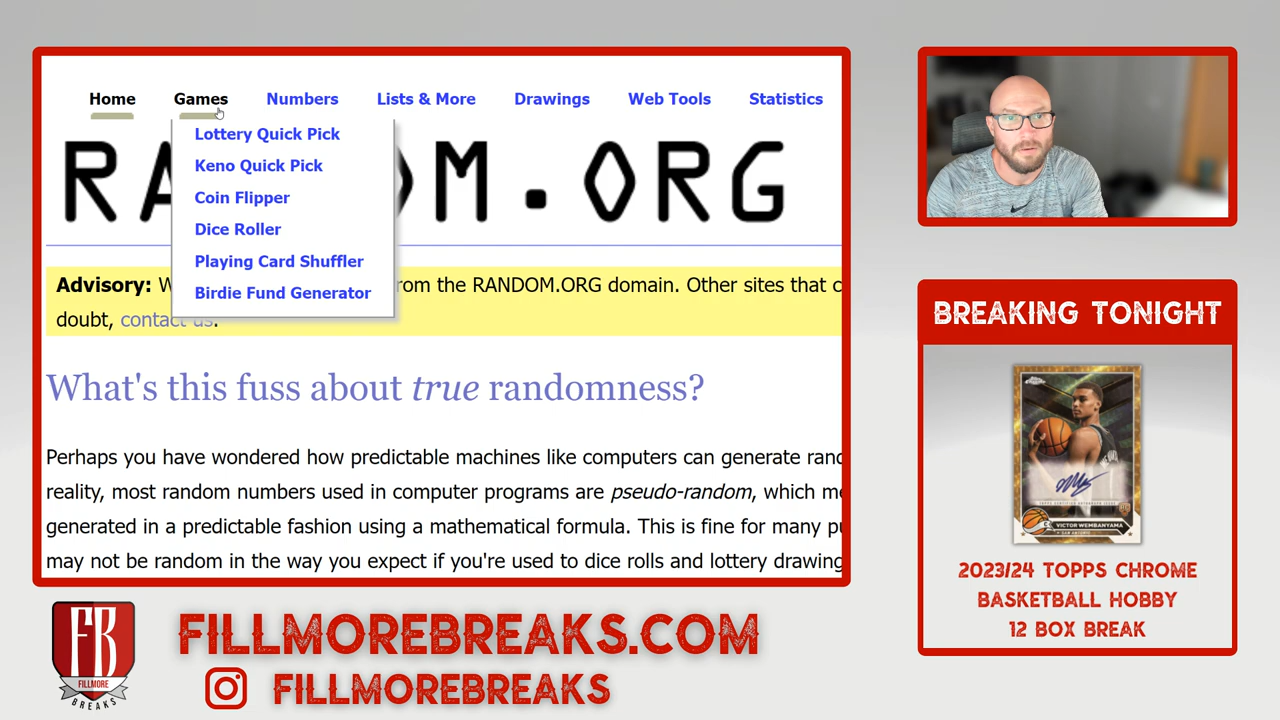 Home Games Numbers Lists & More Drawings Web Tools Statistics
Lottery Quick Pick
Keno Quick Pick
Coin Flipper
Dice Roller
Playing Card Shuffler
Birdie Fund Generator
RA OM.ORG
Advisory: W rom the RANDOM.ORG domain. Other sites that c
doubt, contact us.
What's this fuss about true randomness?
Perhaps you have wondered how predictable machines like computers can generate rand
reality, most random numbers used in computer programs are pseudo-random, which me
generated in a predictable fashion using a mathematical formula. This is fine for many pu
may not be random in the way you expect if you're used to dice rolls and lottery drawing
BREAKING TONIGHT
VICTOR WEMBANYAMA
2023/24 TOPPS CHROME
BASKETBALL HOBBY
12 BOX BREAK
FB
FILLMORE
BREAKS
FILLMOREBREAKS.COM
FILLMOREBREAKS